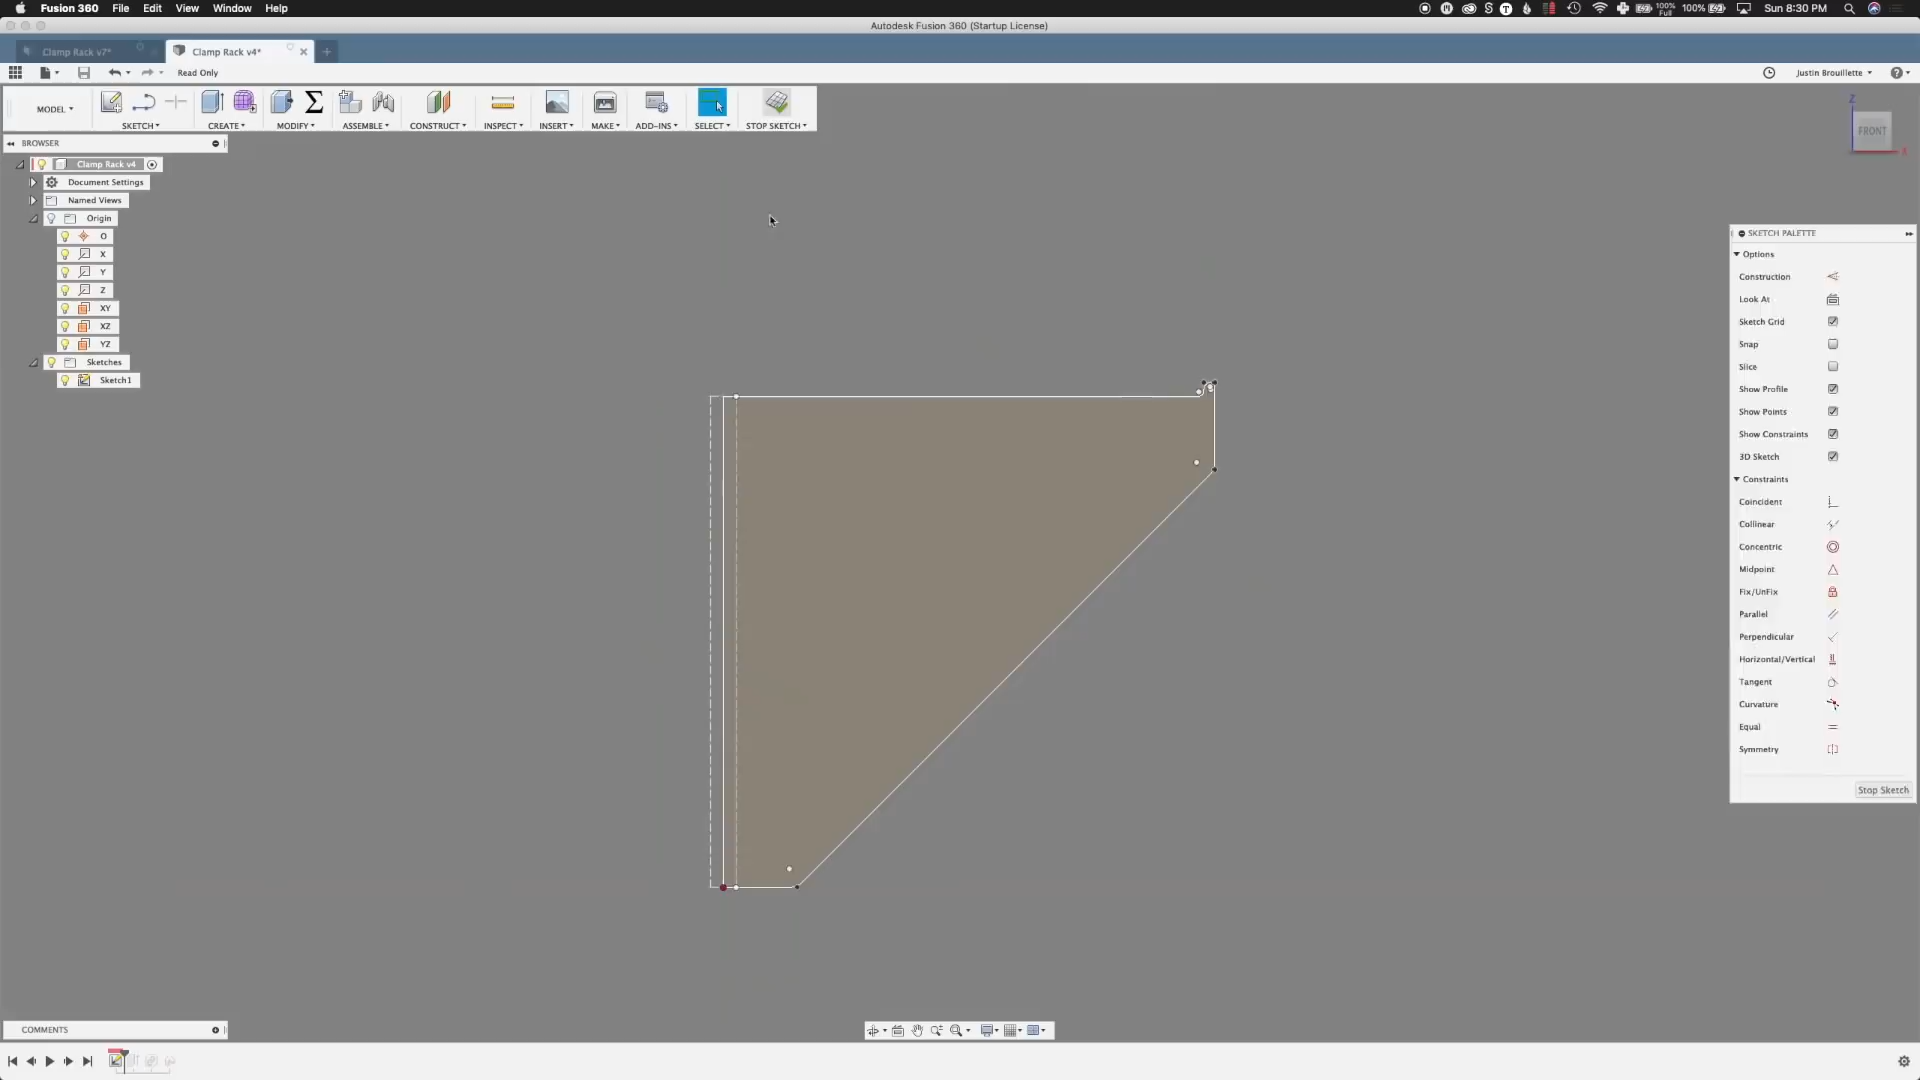 Fusion 360 File Edit View Window Help 100% Full 100% Sun 8:30 PM
Autodesk Fusion 360 (Startup License)
Clamp Rack v7* Clamp Rack v4*
Read Only Justin Brouillette
MODEL SKETCH CREATE MODIFY ASSEMBLE CONSTRUCT INSPECT INSERT MAKE ADD-INS SELECT STOP SKETCH
BROWSER
Clamp Rack v4
Document Settings
Named Views
Origin
O
X
Y
Z
XY
XZ
YZ
Sketches
Sketch1
Z
FRONT
X
SKETCH PALETTE
Options
Construction
Look At
Sketch Grid
Snap
Slice
Show Profile
Show Points
Show Constraints
3D Sketch
Constraints
Coincident
Collinear
Concentric
Midpoint
Fix/UnFix
Parallel
Perpendicular
Horizontal/Vertical
Tangent
Curvature
Equal
Symmetry
Stop Sketch
COMMENTS